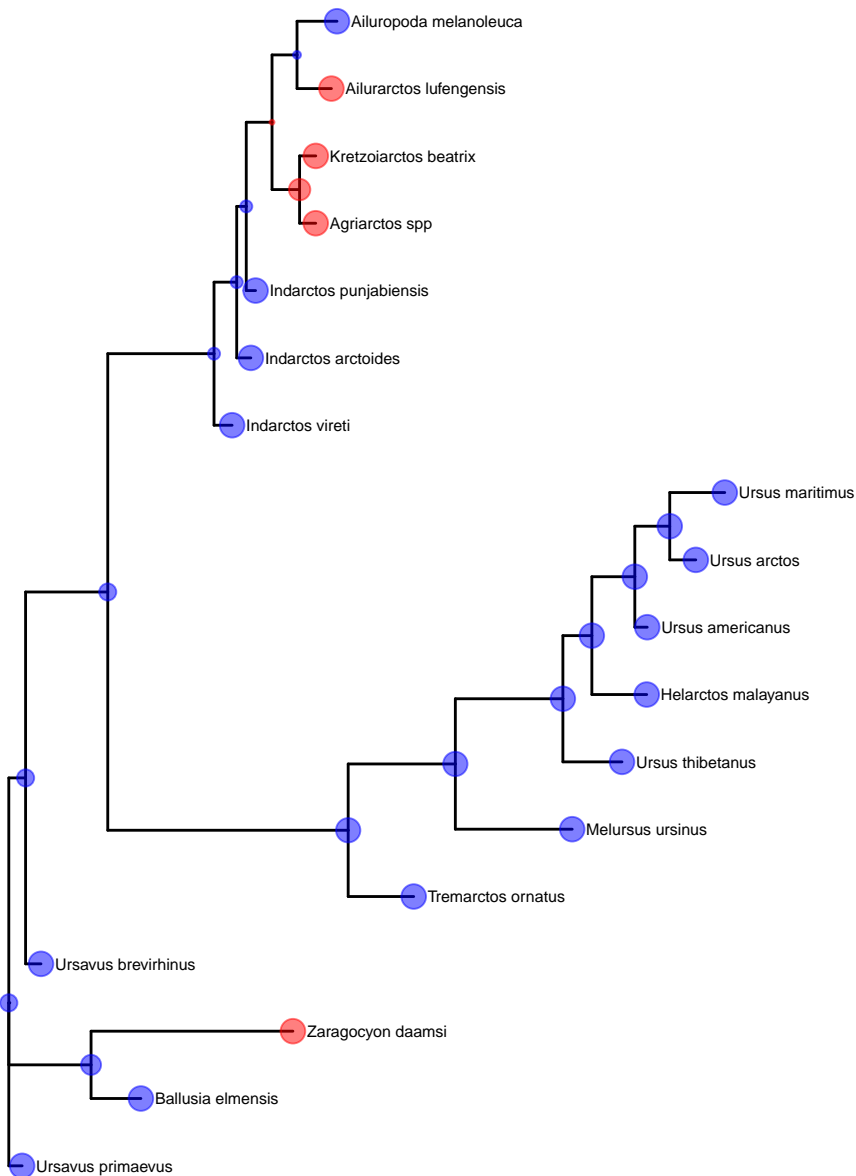 Ailuropoda melanoleuca
Ailurarctos lufengensis
Kretzoiarctos beatrix
Agriarctos spp
Indarctos punjabiensis
Indarctos arctoides
Indarctos vireti
Ursus maritimus
Ursus arctos
Ursus americanus
Helarctos malayanus
Ursus thibetanus
Melursus ursinus
Tremarctos ornatus
Ursavus brevirhinus
Zaragocyon daamsi
Ballusia elmensis
Ursavus primaevus